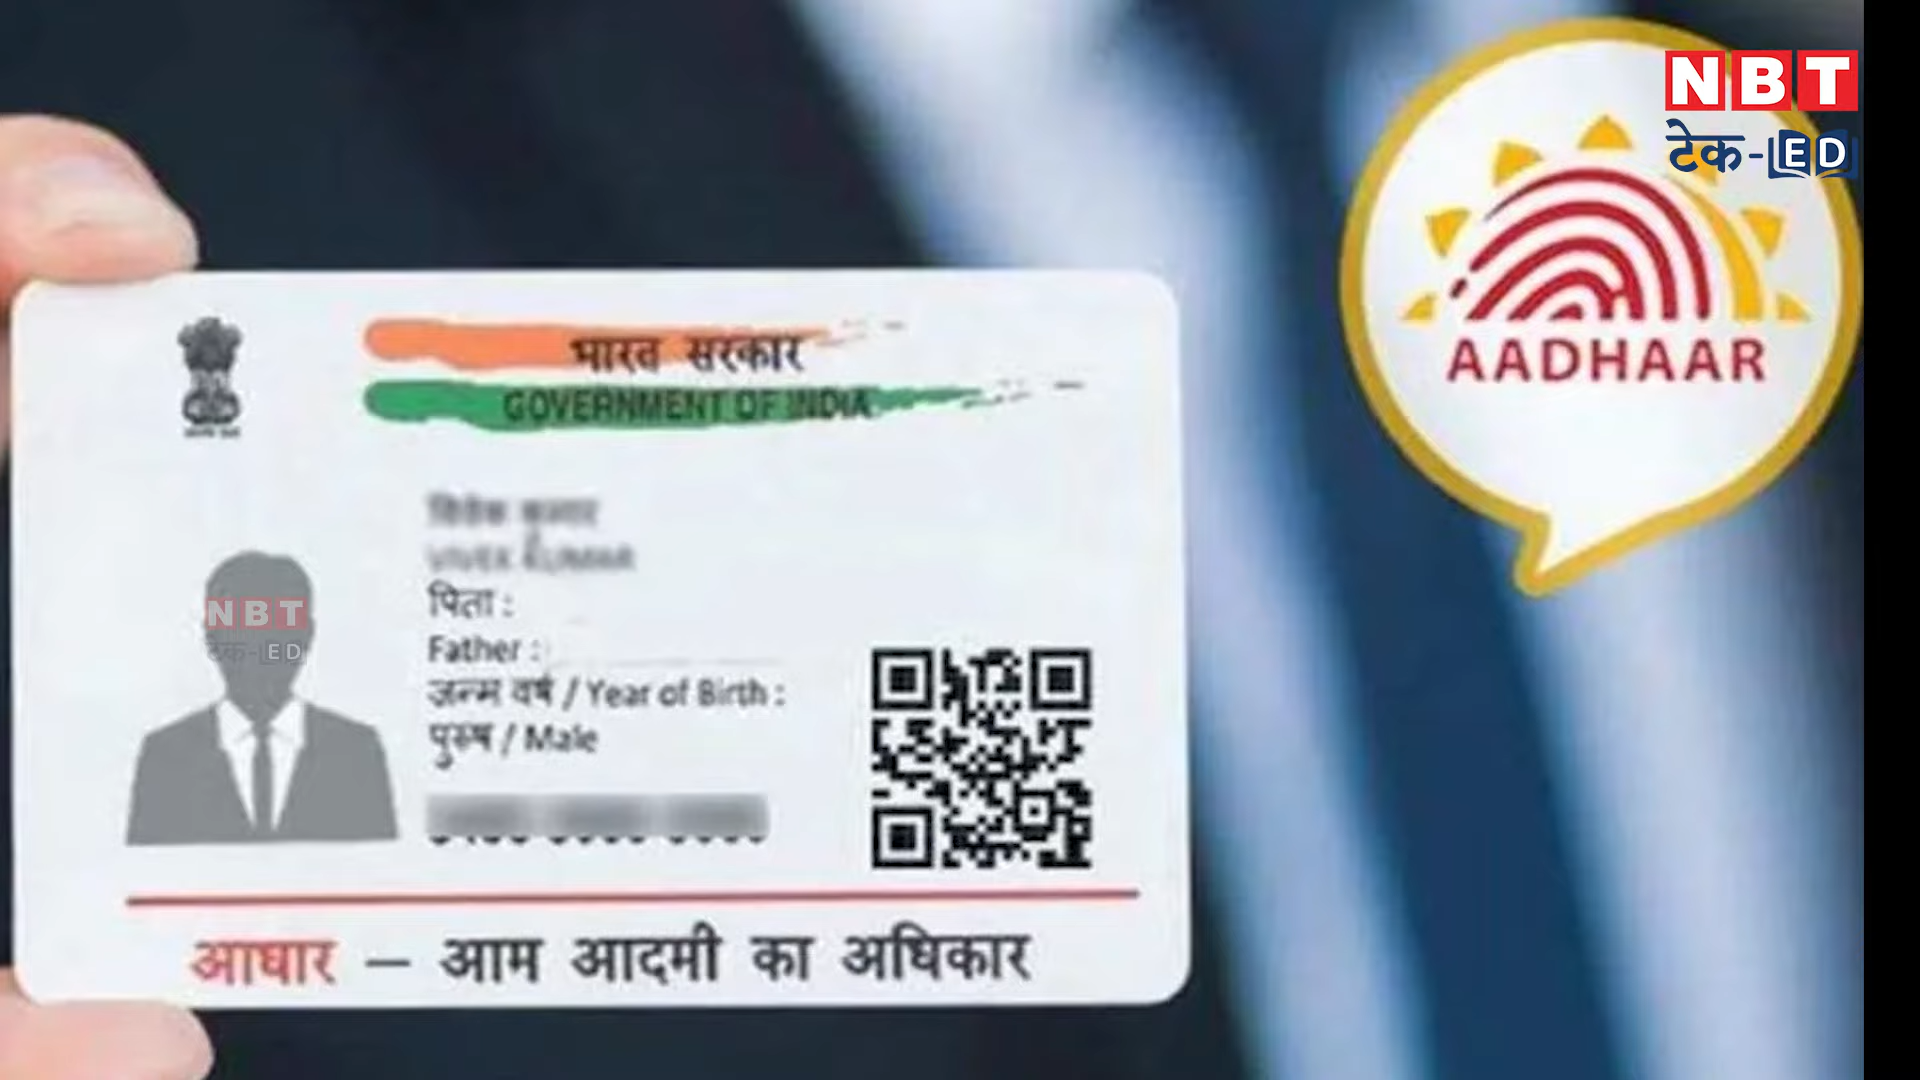 NBT
टेक-ED
AADHAAR
भारत सरकार
GOVERNMENT OF INDIA
पिता :
Father :
जन्म वर्ष / Year of Birth :
पुरुष / Male
NBT
टेक-ED
आधार – आम आदमी का अधिकार